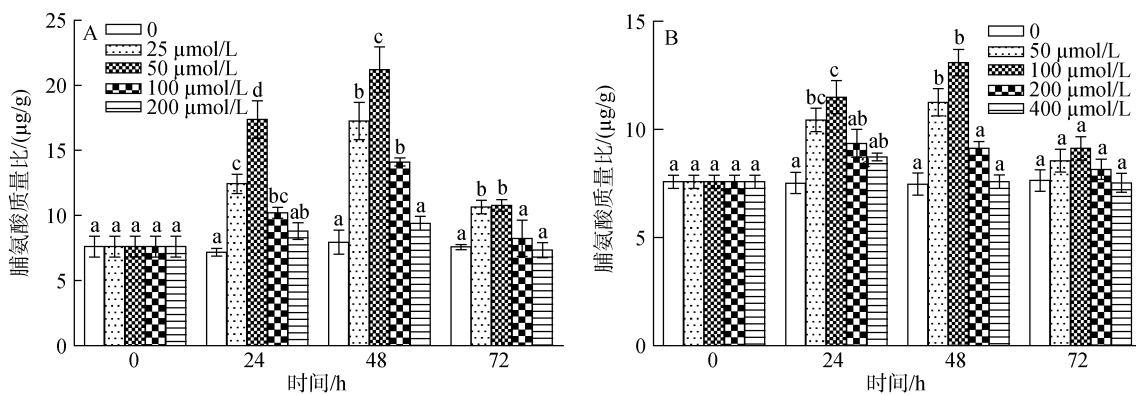 A
0
25 μmol/L
50 μmol/L
100 μmol/L
200 μmol/L
脯氨酸质量比/(μg/g)
25
20
15
10
5
0
a a a a a
a c d bc ab
a b c b a
a b b a a
0 24 48 72
时间/h
B
0
50 μmol/L
100 μmol/L
200 μmol/L
400 μmol/L
脯氨酸质量比/(μg/g)
15
10
5
0
a a a a a
a bc c ab ab
a b b a a
a a a a a
0 24 48 72
时间/h